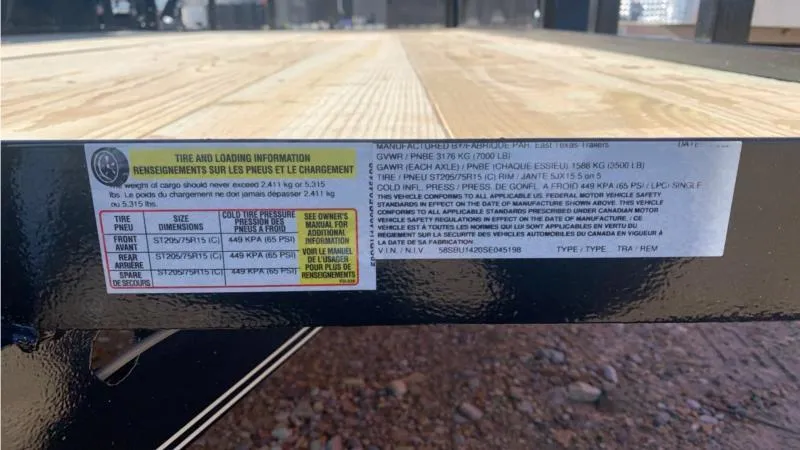 TIRE AND LOADING INFORMATION
RENSEIGNEMENTS SUR LES PNEUS ET LE CHARGEMENT
The weight of cargo should never exceed 2,411 kg or 5,315
lbs. Le poids du chargement ne doit jamais dépasser 2,411 kg
ou 5,315 lbs.
TIRE PNEU
SIZE DIMENSIONS
COLD TIRE PRESSURE PRESSION DES PNEUS A FROID
FRONT AVANT
ST205/75R15 (C)
449 KPA (65 PSI)
REAR ARRIÈRE
ST205/75R15 (C)
449 KPA (65 PSI)
SPARE DE SECOURS
ST205/75R15 (C)
449 KPA (65 PSI)
SEE OWNER'S
MANUAL FOR
ADDITIONAL
INFORMATION
VOIR LE MANUEL
DE L'USAGER
POUR PLUS DE
RENSEIGNEMENTS
MANUFACTURED BY/FABRIQUE PAR: East Texas Trailers DATE:
GVWR / PNBE 3176 KG (7000 LB)
GAWR (EACH AXLE) / PNBE (CHAQUE ESSIEU) 1588 KG (3500 LB)
TIRE / PNEU ST205/75R15 (C) RIM / JANTE 5JX15 5 on 5
COLD INFL. PRESS / PRESS. DE GONFL. A FROID 449 KPA (65 PSI / LPC) SINGLE
THIS VEHICLE CONFORMS TO ALL APPLICABLE US. FEDERAL MOTOR VEHICLE SAFETY
STANDARDS IN EFFECT ON THE DATE OF MANUFACTURE SHOWN ABOVE. THIS VEHICLE
CONFORMS TO ALL APPLICABLE STANDARDS PRESCRIBED UNDER CANADIAN MOTOR
VEHICLE SAFETY REGULATIONS IN EFFECT ON THE DATE OF MANUFACTURE. / CE
VEHICLE EST À TOUTES LES NORMES QUI LUI SONT APPLICABLES EN VERTU DU
RÈGIEMENT SUR LA SECURITE DES VEHICLES AUTOMOBILES DU CANADA EN VIGUEUR À
LA DATE DE SA FABRICATION
V.I.N. / N.I.V 58SBU1420SE045198 TYPE / TYPE TRA / REM